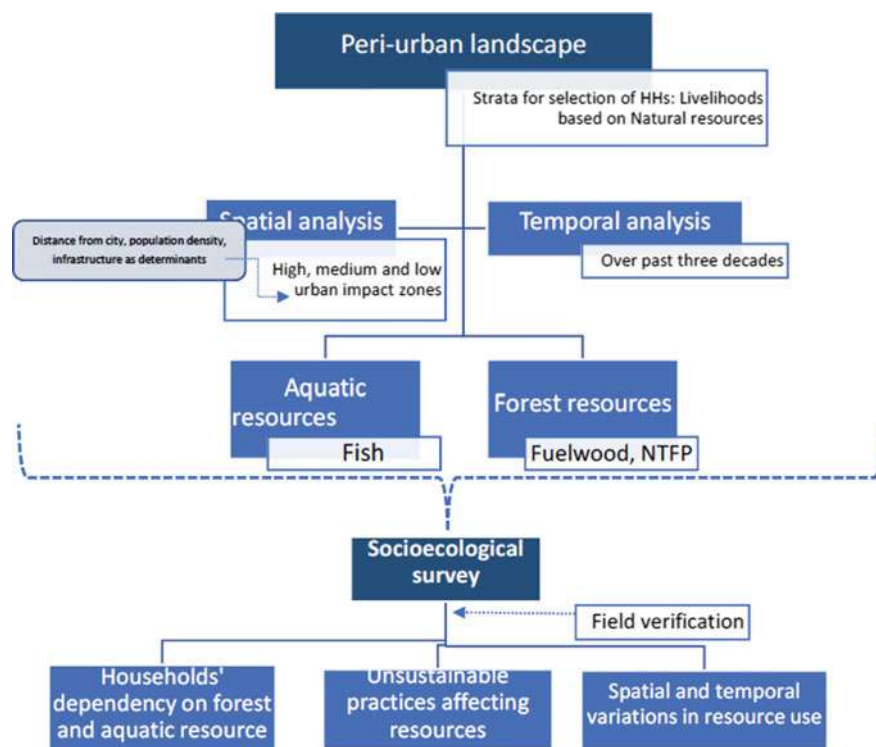 Peri-urban landscape
Strata for selection of HHs: Livelihoods
based on Natural resources
Spatial analysis
Temporal analysis
Distance from city, population density,
infrastructure as determinants
High, medium and low
urban impact zones
Over past three decades
Aquatic
resources
Forest resources
Fish
Fuelwood, NTFP
Socioecological
survey
Field verification
Households'
dependency on forest
and aquatic resource
Unsustainable
practices affecting
resources
Spatial and temporal
variations in resource use